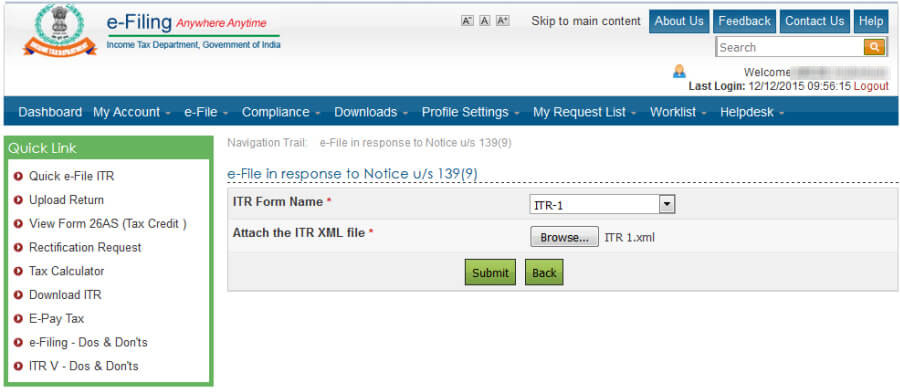 e-Filing Anywhere Anytime
Income Tax Department, Government of India
A- A A+ Skip to main content About Us Feedback Contact Us Help
Search
Welcome
Last Login: 12/12/2015 09:56:15 Logout
Dashboard My Account e-File Compliance Downloads Profile Settings My Request List Worklist Helpdesk
Quick Link
Quick e-File ITR
Upload Return
View Form 26AS (Tax Credit )
Rectification Request
Tax Calculator
Download ITR
E-Pay Tax
e-Filing - Dos & Don'ts
ITR V - Dos & Don'ts
Navigation Trail: e-File in response to Notice u/s 139(9)
e-File in response to Notice u/s 139(9)
ITR Form Name * ITR-1
Attach the ITR XML file * Browse... ITR 1.xml
Submit Back